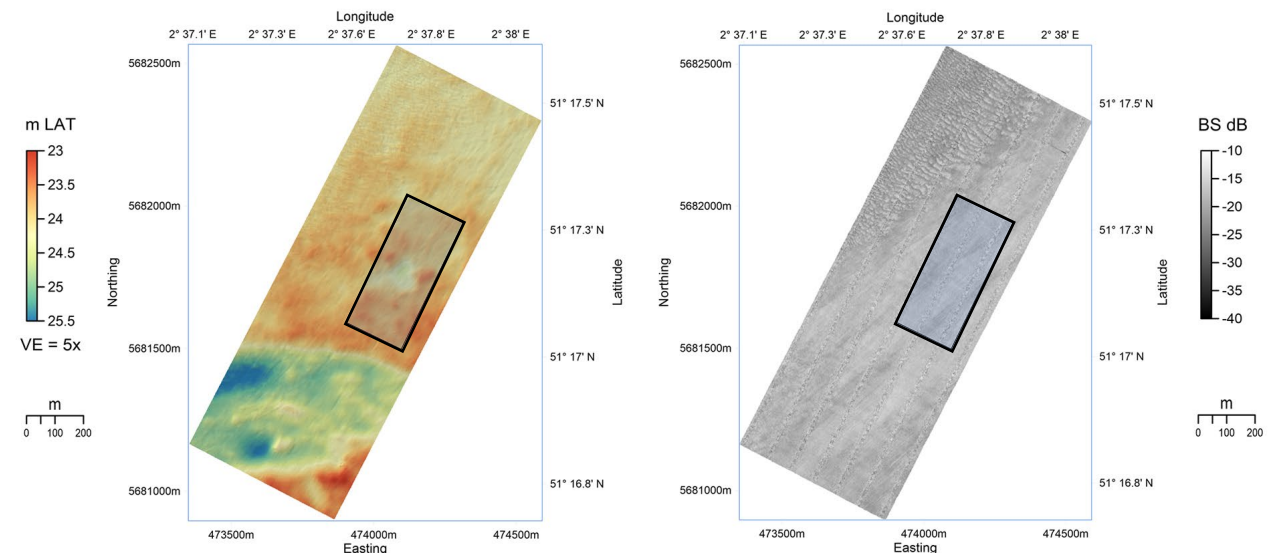 Longitude
2° 37.1' E 2° 37.3' E 2° 37.6' E 2° 37.8' E 2° 38' E
5682500m
5682000m
5681500m
5681000m
Northing
51° 17.5' N
51° 17.3' N
51° 17' N
51° 16.8' N
Latitude
473500m 474000m 474500m
Easting
m LAT
23
23.5
24
24.5
25
25.5
VE = 5x
m
0 100 200
Longitude
2° 37.1' E 2° 37.3' E 2° 37.6' E 2° 37.8' E 2° 38' E
5682500m
5682000m
5681500m
5681000m
Northing
51° 17.5' N
51° 17.3' N
51° 17' N
51° 16.8' N
Latitude
473500m 474000m 474500m
Easting
BS dB
-10
-15
-20
-25
-30
-35
-40
m
0 100 200